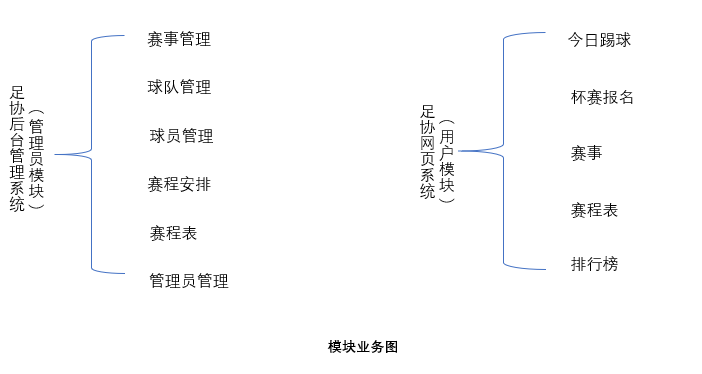 足协后台管理系统
（管理员模块）
赛事管理
球队管理
球员管理
赛程安排
赛程表
管理员管理
足协网页系统
（用户模块）
今日踢球
杯赛报名
赛事
赛程表
排行榜
模块业务图